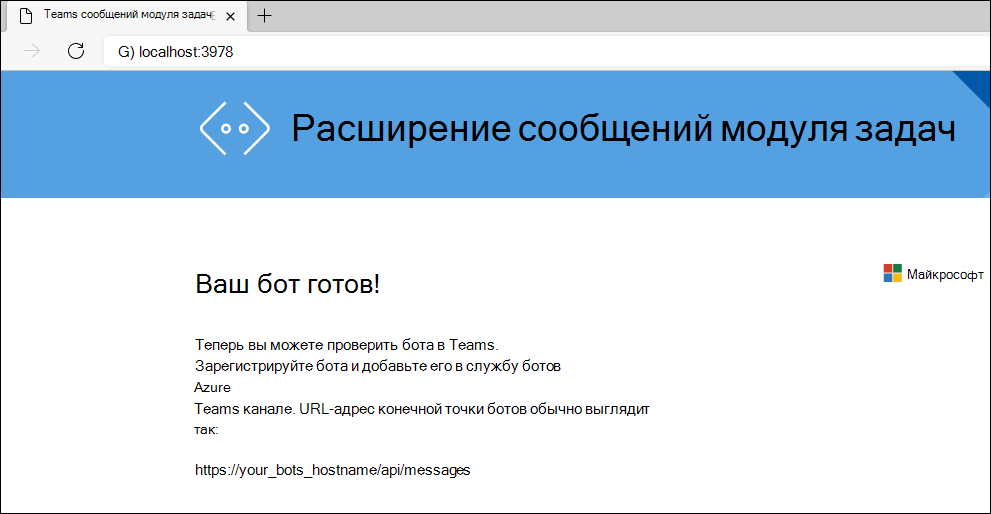 Teams сообщений модуля задач
G) localhost:3978
Расширение сообщений модуля задач
Ваш бот готов!
Майкрософт
Теперь вы можете проверить бота в Teams.
Зарегистрируйте бота и добавьте его в службу ботов
Azure
Teams канале. URL-адрес конечной точки ботов обычно выглядит
так:
https://your_bots_hostname/api/messages